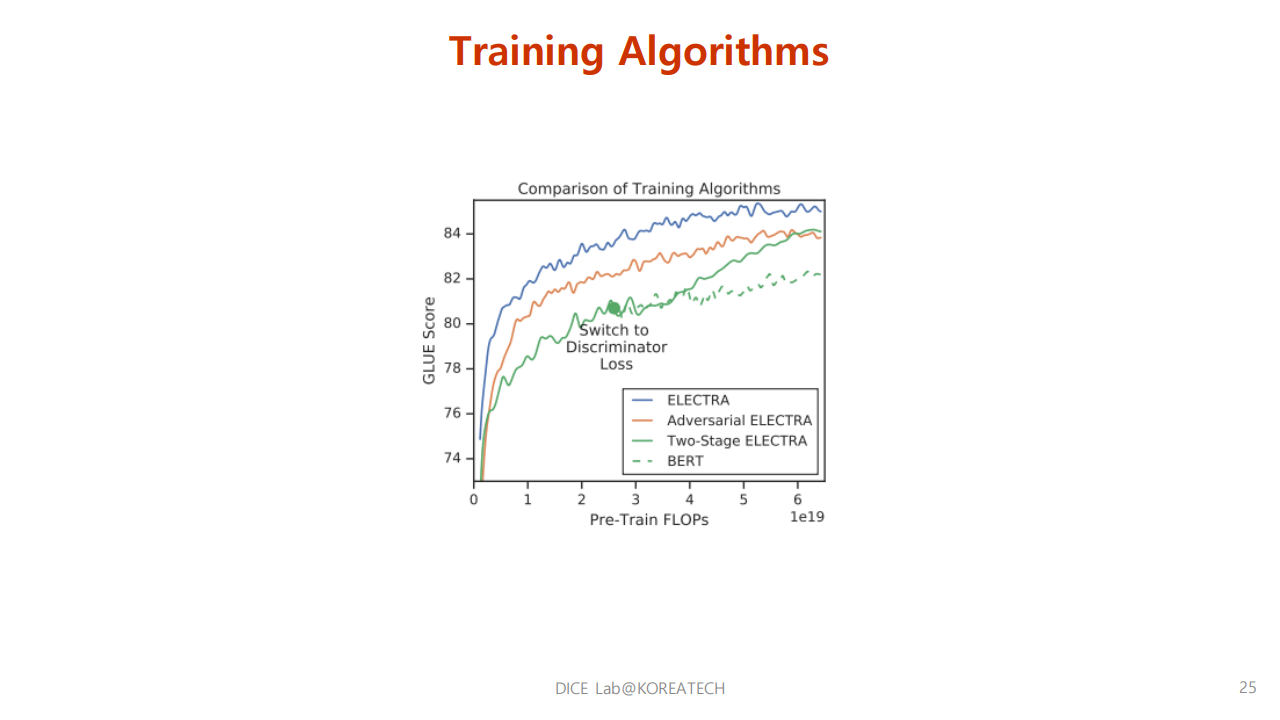 Training Algorithms
Comparison of Training Algorithms
GLUE Score
84
82
80
78
76
74
Switch to
Discriminator
Loss
ELECTRA
Adversarial ELECTRA
Two-Stage ELECTRA
BERT
0 1 2 3 4 5 6
1e19
Pre-Train FLOPs
DICE Lab@KOREATECH
25